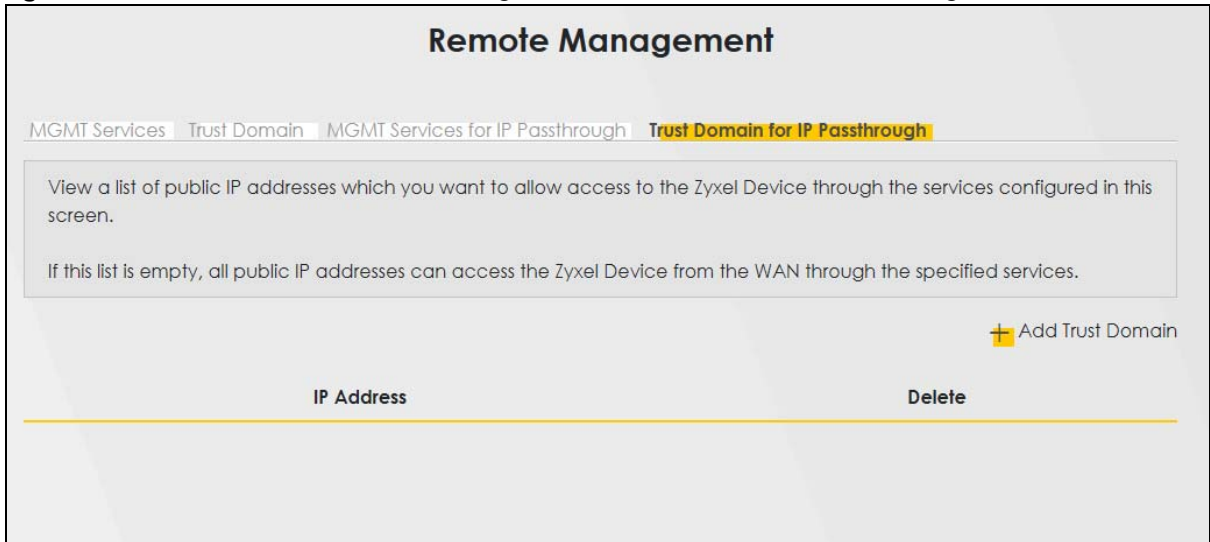 Remote Management
MGMT Services Trust Domain MGMT Services for IP Passthrough Trust Domain for IP Passthrough
View a list of public IP addresses which you want to allow access to the Zyxel Device through the services configured in this
screen.
If this list is empty, all public IP addresses can access the Zyxel Device from the WAN through the specified services.
+ Add Trust Domain
IP Address Delete